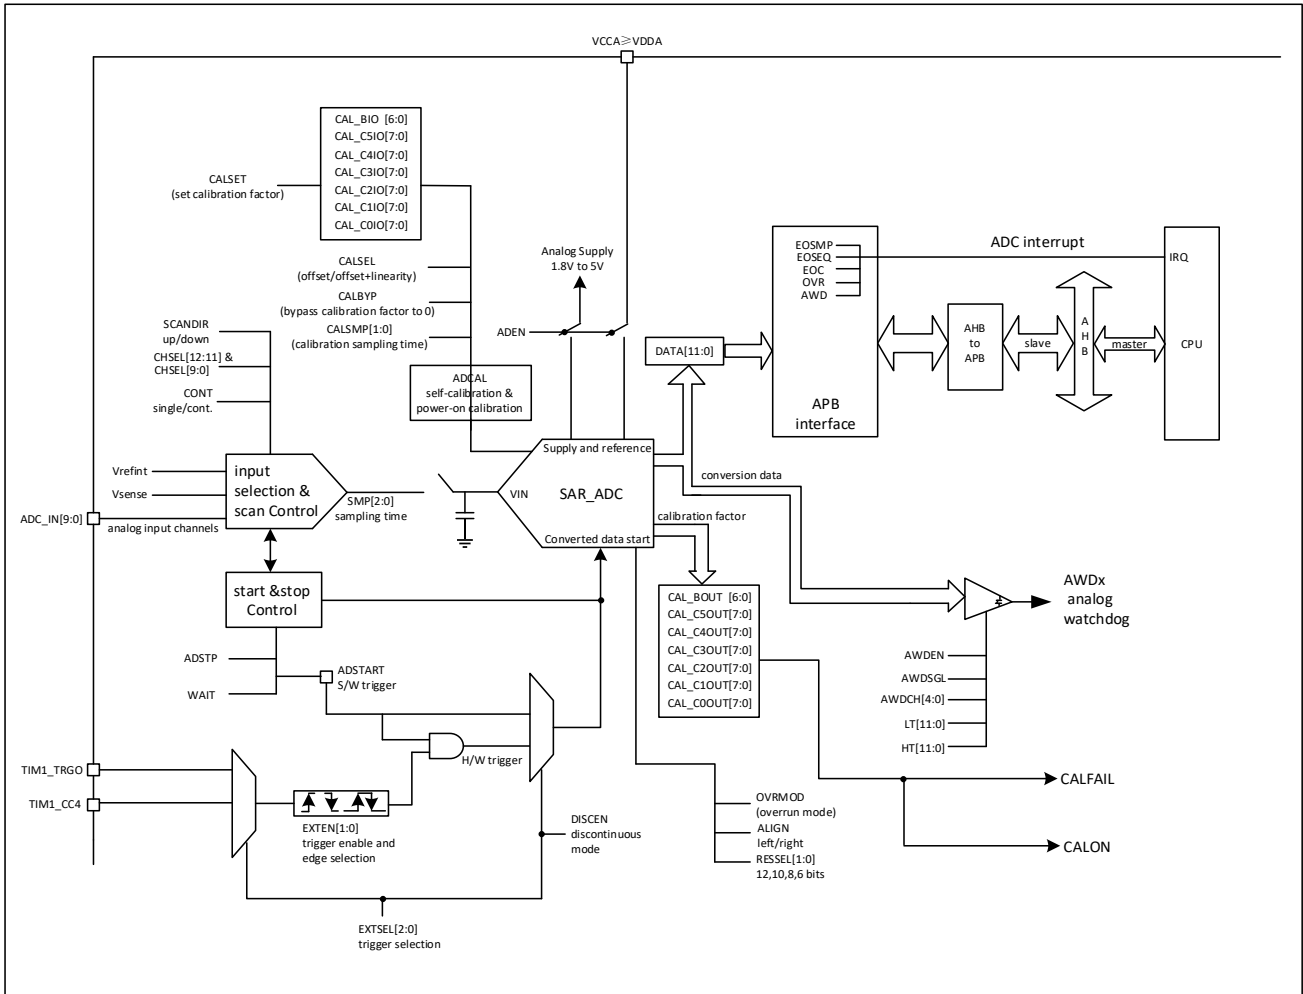 VCCA≥VDDA
CAL_BIO [6:0]
CAL_C5IO[7:0]
CAL_C4IO[7:0]
CAL_C3IO[7:0]
CAL_C2IO[7:0]
CAL_C1IO[7:0]
CAL_C0IO[7:0]
CALSET
(set calibration factor)
CALSEL
(offset/offset+linearity)
CALBYP
(bypass calibration factor to 0)
CALSMP[1:0]
(calibration sampling time)
Analog Supply
1.8V to 5V
ADEN
ADCAL
self-calibration &
power-on calibration
SCANDIR
up/down
CHSEL[12:11] &
CHSEL[9:0]
CONT
single/cont.
DATA[11:0]
EOSMP
EOSEQ
EOC
OVR
AWD
APB
interface
ADC interrupt
AHB
to
APB
slave
A
H
B
master
IRQ
CPU
Vrefint
Vsense
ADC_IN[9:0]
analog input channels
input
selection &
scan Control
SMP[2:0]
sampling time
VIN
Supply and reference
SAR_ADC
Converted data start
conversion data
calibration factor
start &stop
Control
ADSTP
WAIT
ADSTART
S/W trigger
H/W trigger
CAL_BOUT [6:0]
CAL_C5OUT[7:0]
CAL_C4OUT[7:0]
CAL_C3OUT[7:0]
CAL_C2OUT[7:0]
CAL_C1OUT[7:0]
CAL_C0OUT[7:0]
AWDx
analog
watchdog
AWDEN
AWDSGL
AWDCH[4:0]
LT[11:0]
HT[11:0]
TIM1_TRGO
TIM1_CC4
EXTEN[1:0]
trigger enable and
edge selection
DISCEN
discontinuous
mode
OVRMOD
(overrun mode)
ALIGN
left/right
RESSEL[1:0]
12,10,8,6 bits
CALFAIL
CALON
EXTSEL[2:0]
trigger selection